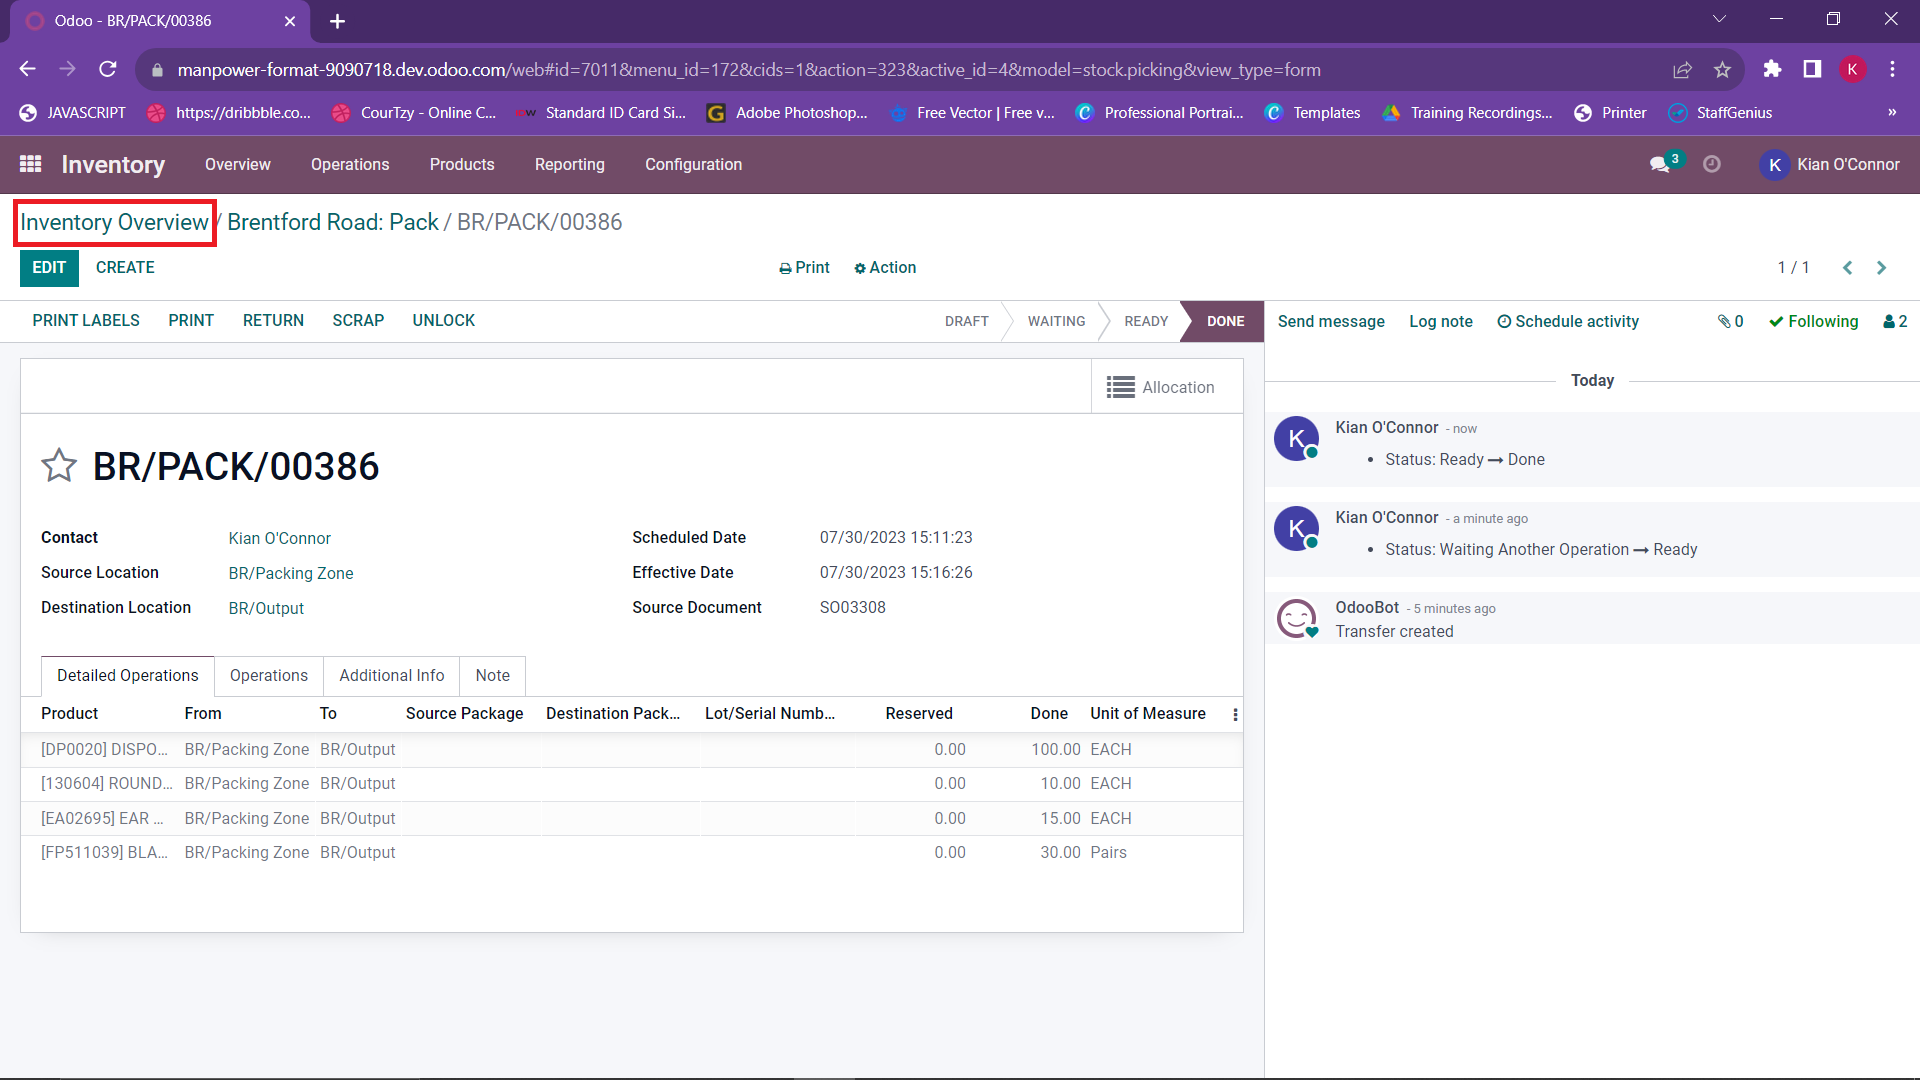 Odoo - BR/PACK/00386
manpower-format-9090718.dev.odoo.com/web#id=7011&menu_id=172&cids=1&action=323&active_id=4&model=stock.picking&view_type=form
K
JAVASCRIPT https://dribbble.co... CourTzy - Online C... Standard ID Card Si... Adobe Photoshop... Free Vector | Free v... Professional Portrai... Templates Training Recordings... Printer StaffGenius »
Inventory Overview Operations Products Reporting Configuration 3 K Kian O'Connor
Inventory Overview / Brentford Road: Pack / BR/PACK/00386
EDIT CREATE Print Action 1 / 1
PRINT LABELS PRINT RETURN SCRAP UNLOCK DRAFT WAITING READY DONE
Send message Log note Schedule activity 0 Following 2
Allocation
BR/PACK/00386
Contact Kian O'Connor Scheduled Date 07/30/2023 15:11:23
Source Location BR/Packing Zone Effective Date 07/30/2023 15:16:26
Destination Location BR/Output Source Document SO03308
Detailed Operations Operations Additional Info Note
Product From To Source Package Destination Pack... Lot/Serial Numb... Reserved Done Unit of Measure
[DP0020] DISPO... BR/Packing Zone BR/Output 0.00 100.00 EACH
[130604] ROUND... BR/Packing Zone BR/Output 0.00 10.00 EACH
[EA02695] EAR ... BR/Packing Zone BR/Output 0.00 15.00 EACH
[FP511039] BLA... BR/Packing Zone BR/Output 0.00 30.00 Pairs
Today
K
Kian O'Connor - now
• Status: Ready → Done
K
Kian O'Connor - a minute ago
• Status: Waiting Another Operation → Ready
OdooBot - 5 minutes ago
Transfer created